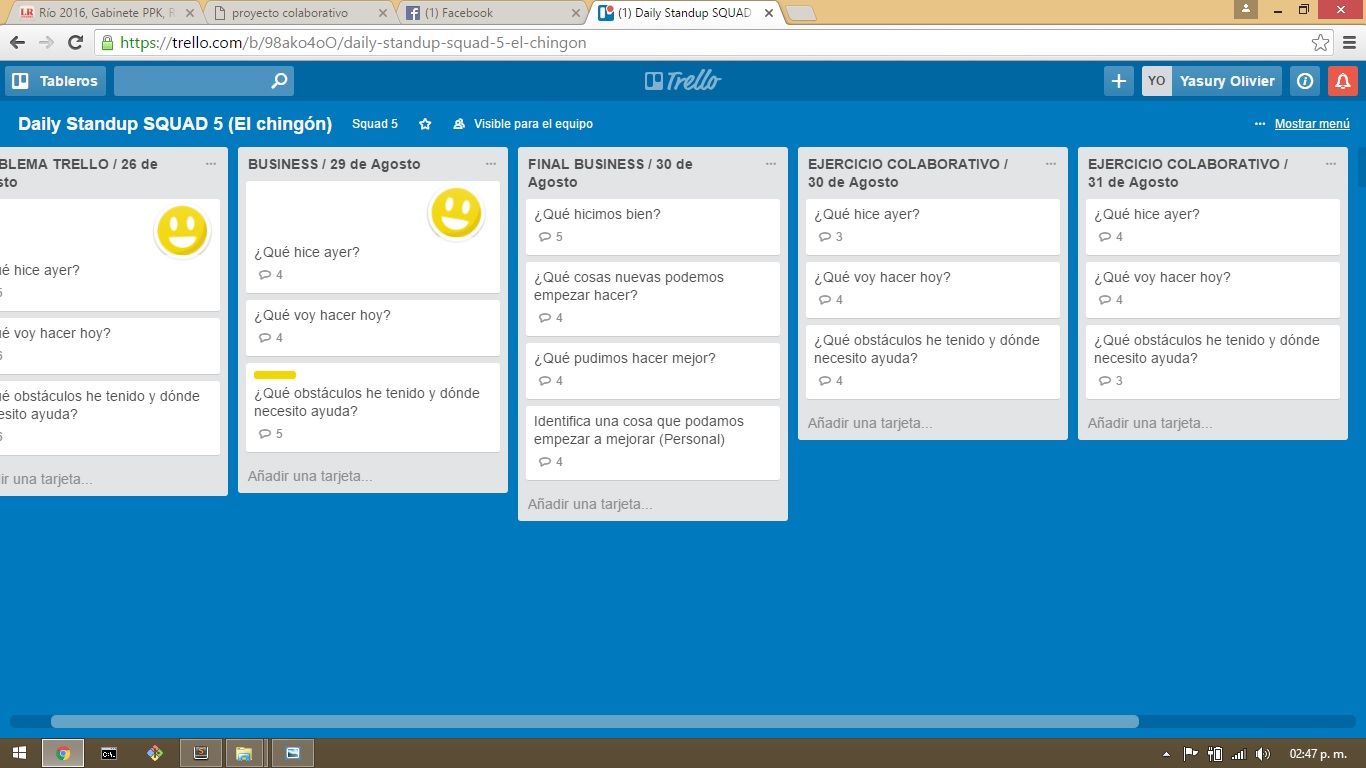 Río 2016, Gabinete PPK, R
proyecto colaborativo
(1) Facebook
(1) Daily Standup SQUAD
https://trello.com/b/98ako4oO/daily-standup-squad-5-el-chingon
Tableros
Trello
YO
Yasury Olivier
Daily Standup SQUAD 5 (El chingón)
Squad 5
Visible para el equipo
Mostrar menú
BLEMA TRELLO / 26 de
sto
é hice ayer?
ué voy hacer hoy?
6
ué obstáculos he tenido y dónde
esito ayuda?
6
ir una tarjeta...
BUSINESS / 29 de Agosto
¿Qué hice ayer?
4
¿Qué voy hacer hoy?
4
¿Qué obstáculos he tenido y dónde
necesito ayuda?
5
Añadir una tarjeta...
FINAL BUSINESS / 30 de
Agosto
¿Qué hicimos bien?
5
¿Qué cosas nuevas podemos
empezar hacer?
4
¿Qué pudimos hacer mejor?
4
Identifica una cosa que podamos
empezar a mejorar (Personal)
4
Añadir una tarjeta...
EJERCICIO COLABORATIVO /
30 de Agosto
¿Qué hice ayer?
3
¿Qué voy hacer hoy?
4
¿Qué obstáculos he tenido y dónde
necesito ayuda?
4
Añadir una tarjeta...
EJERCICIO COLABORATIVO /
31 de Agosto
¿Qué hice ayer?
4
¿Qué voy hacer hoy?
4
¿Qué obstáculos he tenido y dónde
necesito ayuda?
3
Añadir una tarjeta...
02:47 p. m.